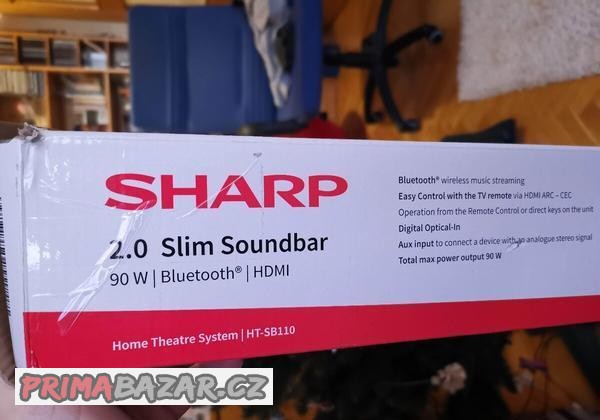 SHARP
2.0 Slim Soundbar
90 W | Bluetooth® | HDMI
Home Theatre System | HT-SB110
Bluetooth® wireless music streaming
Easy Control with the TV remote via HDMI ARC – CEC
Operation from the Remote Control or direct keys on the unit
Digital Optical-In
Aux input to connect a device with an analogue stereo signal
Total max power output 90 W
PRIMABAZAR.CZ